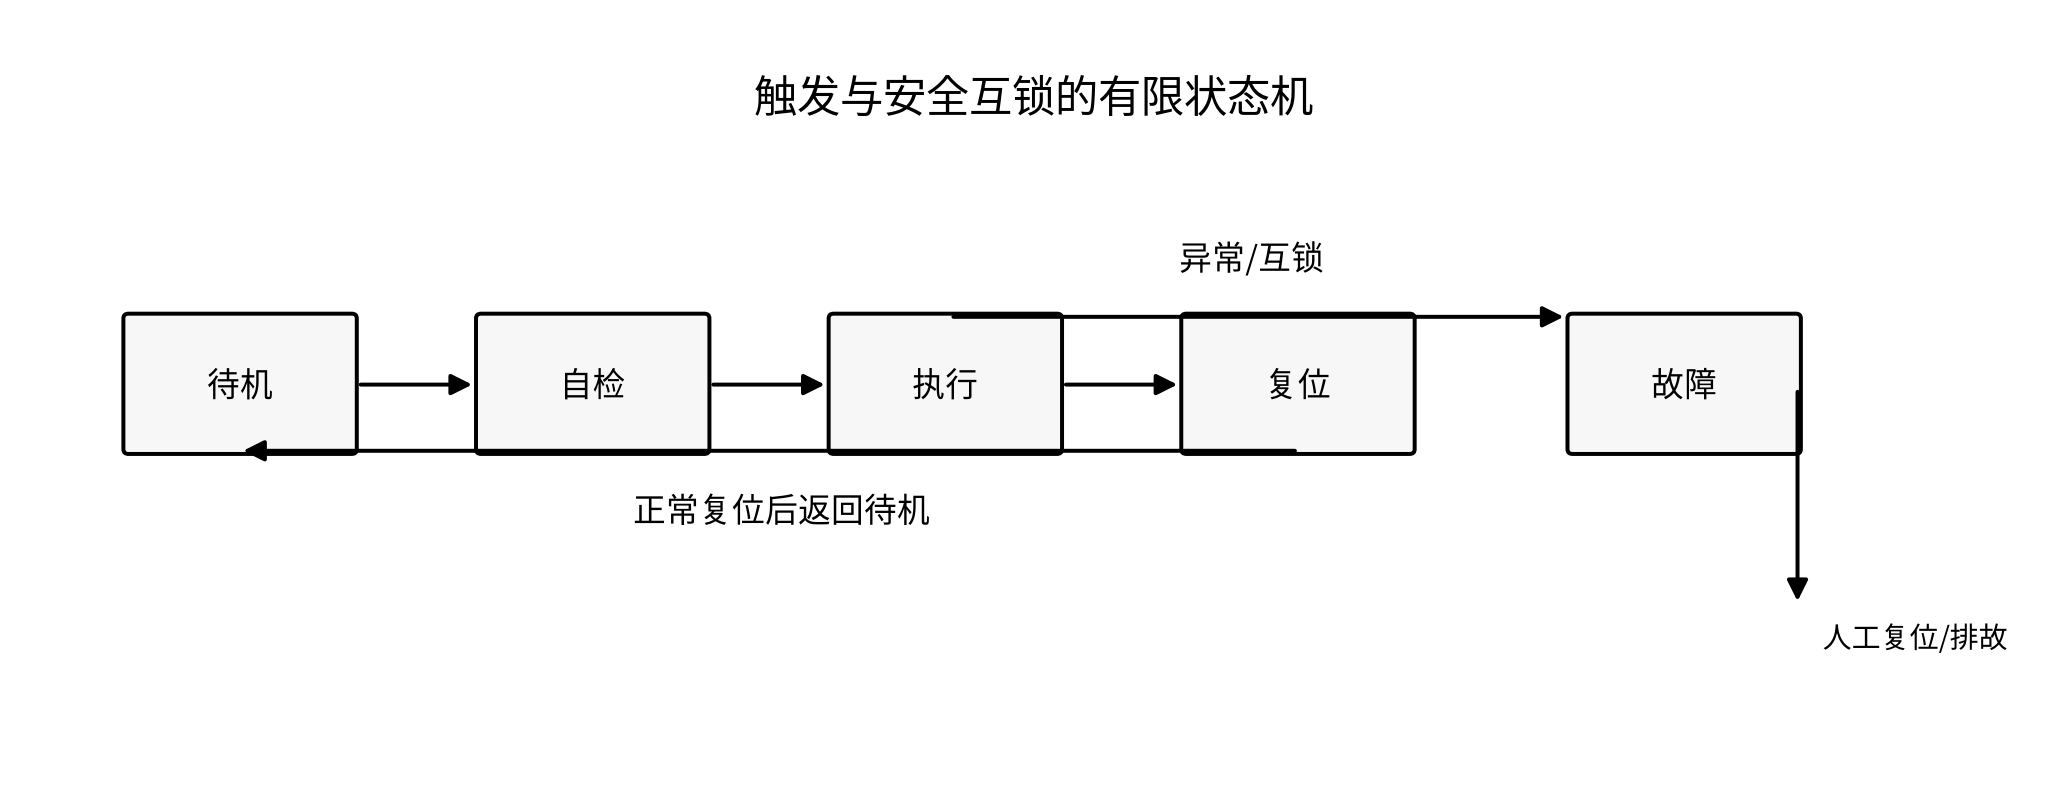 触发与安全互锁的有限状态机
异常/互锁
待机
自检
执行
复位
故障
正常复位后返回待机
人工复位/排故